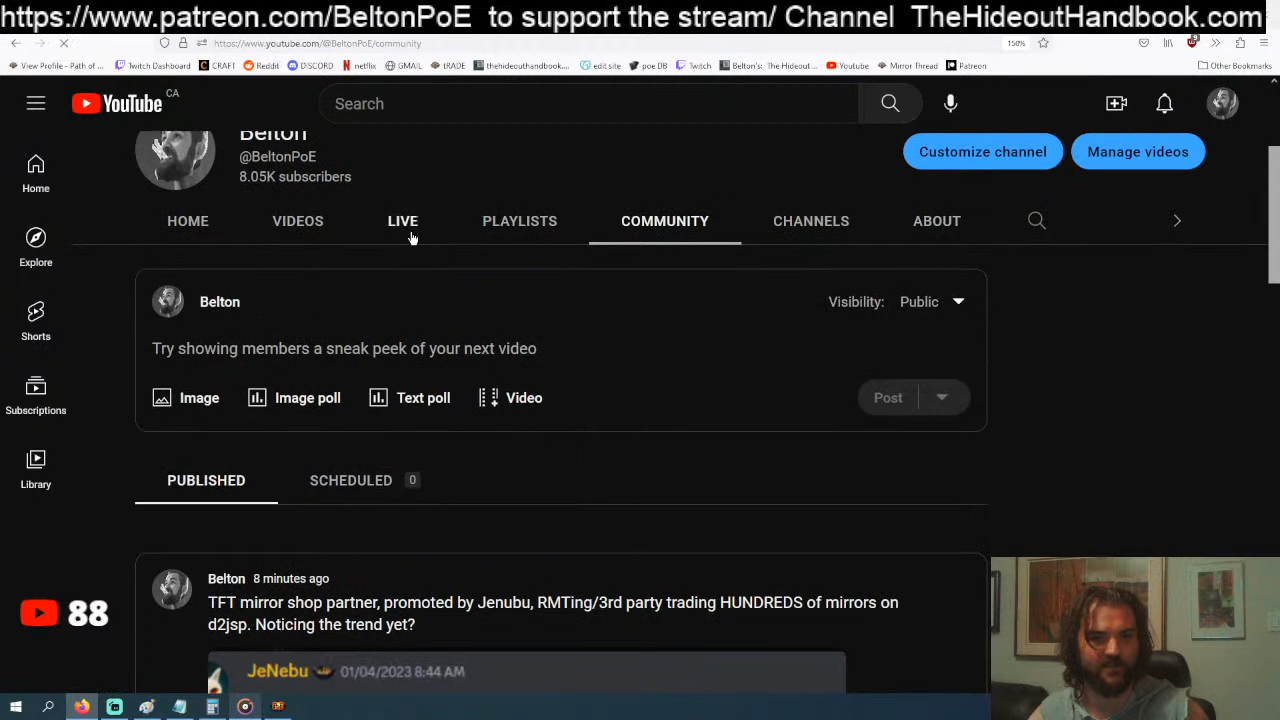 https://www.patreon.com/BeltonPoE to support the stream/ Channel TheHideoutHandbook.com
https://www.youtube.com/@BeltonPoE/community
150%
5
View Profile - Path of ...
Twitch Dashboard
CRAFT
Reddit
DISCORD
netflix
GMAIL
tRADE
thehideouthandbook....
edit site
poe DB
Twitch
Belton's: The Hideout ...
Youtube
Mirror Thread
Patreon
Other Bookmarks
YouTube CA
Search
Belton
@BeltonPoE
8.05K subscribers
Customize channel
Manage videos
Home
Explore
Shorts
Subscriptions
Library
HOME VIDEOS LIVE PLAYLISTS COMMUNITY CHANNELS ABOUT
Belton
Visibility: Public
Try showing members a sneak peek of your next video
Image Image poll Text poll Video
Post
PUBLISHED SCHEDULED 0
Belton 8 minutes ago
TFT mirror shop partner, promoted by Jenubu, RMTing/3rd party trading HUNDREDS of mirrors on
d2jsp. Noticing the trend yet?
JeNebu 01/04/2023 8:44 AM
88